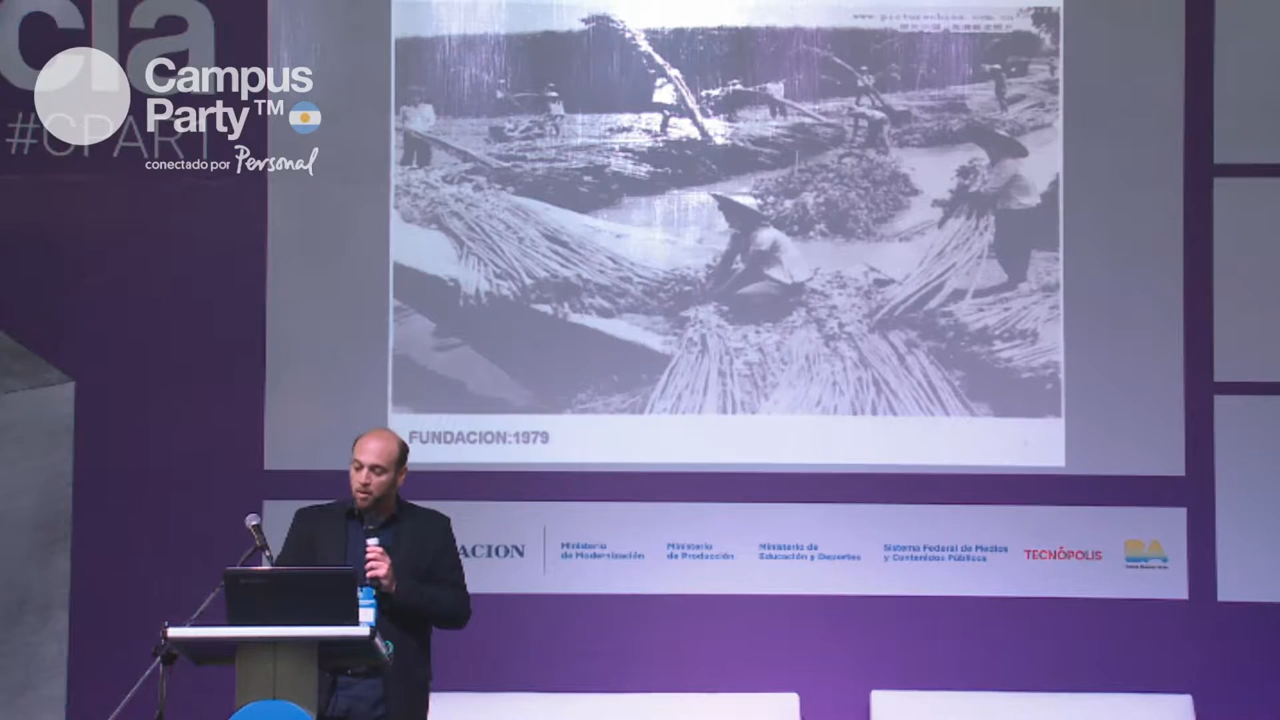 cia
#CPART
Campus
Party™
conectado por Personal
FUNDACION:1979
ACION
Ministerio
de Modernización
Ministerio
de Producción
Ministerio de
Educación y Deportes
Sistema Federal de Medios
y Contenidos Públicos
TECNÓPOLIS
BA